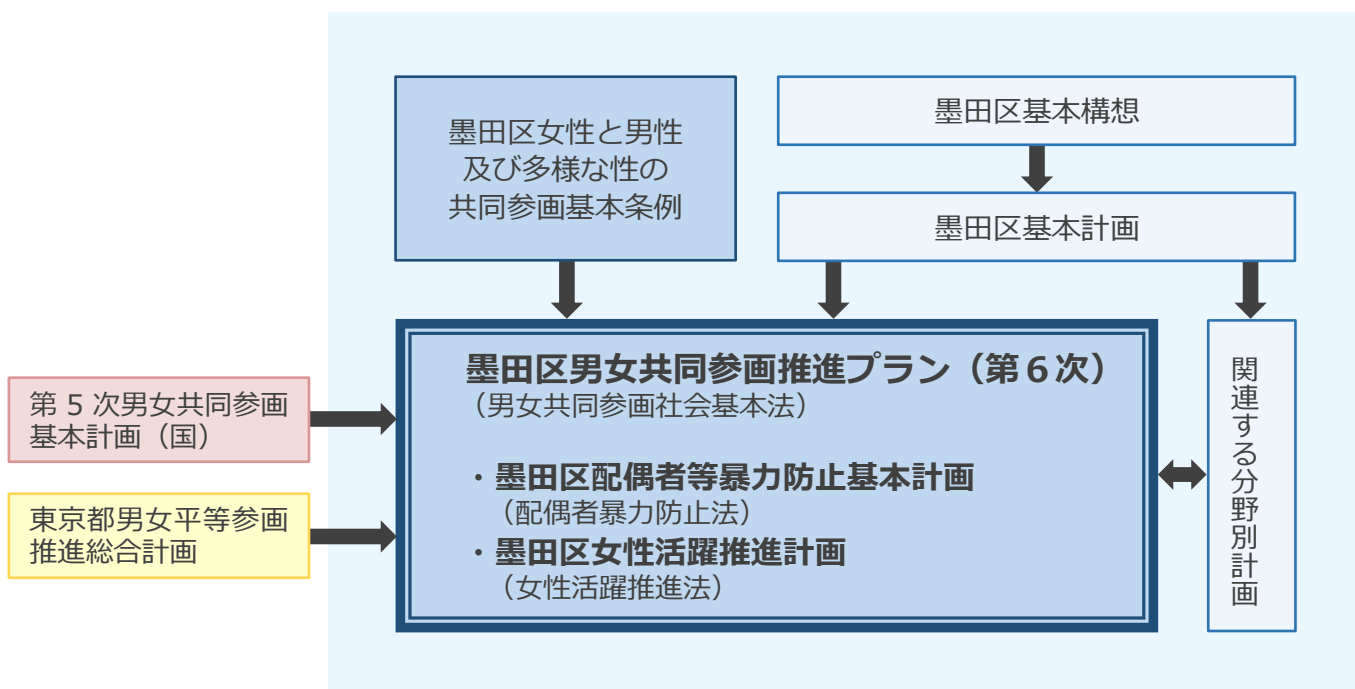 墨田区女性と男性
及び多様な性の
共同参画基本条例
墨田区基本構想
墨田区基本計画
第 5 次男女共同参画
基本計画（国）
東京都男女平等参画
推進総合計画
墨田区男女共同参画推進プラン（第６次）
（男女共同参画社会基本法）
・墨田区配偶者等暴力防止基本計画
（配偶者暴力防止法）
・墨田区女性活躍推進計画
（女性活躍推進法）
関連する分野別計画